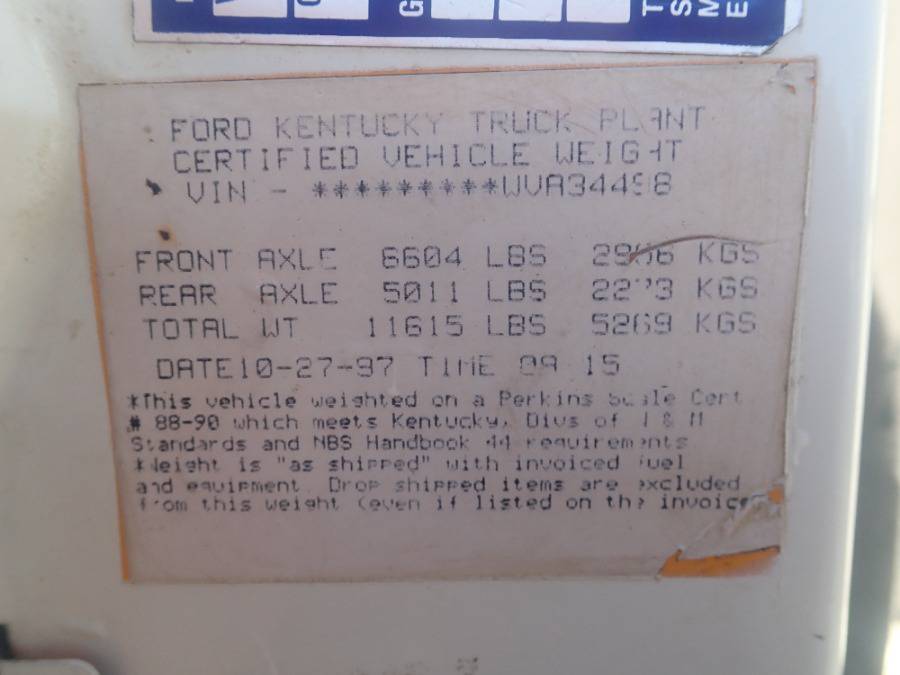 FORD KENTUCKY TRUCK PLANT
CERTIFIED VEHICLE WEIGHT
VIN - *********WVA34498
FRONT AXLE 6604 LBS 2996 KGS
REAR AXLE 5011 LBS 2273 KGS
TOTAL WT 11615 LBS 5269 KGS
DATE10-27-97 TIME 09 15
*This vehicle weighted on a Perkins Scale Cert
# 88-90 which meets Kentucky, Divs of I & M
Standards and NBS Handbook 44 requirements
*Weight is "as shipped" with invoiced fuel
and equipment. Drop shipped items are excluded
from this weight (even if listed on the invoice